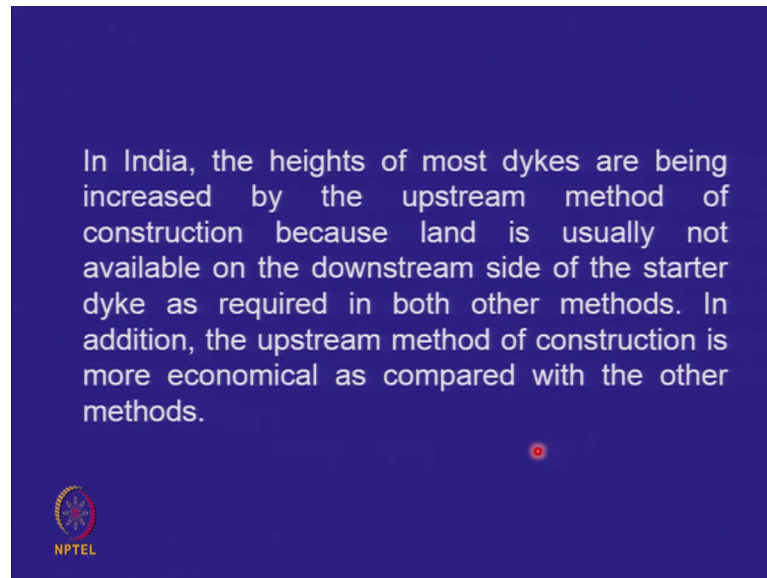 In India, the heights of most dykes are being
increased by the upstream method of
construction because land is usually not
available on the downstream side of the starter
dyke as required in both other methods. In
addition, the upstream method of construction is
more economical as compared with the other
methods.
NPTEL